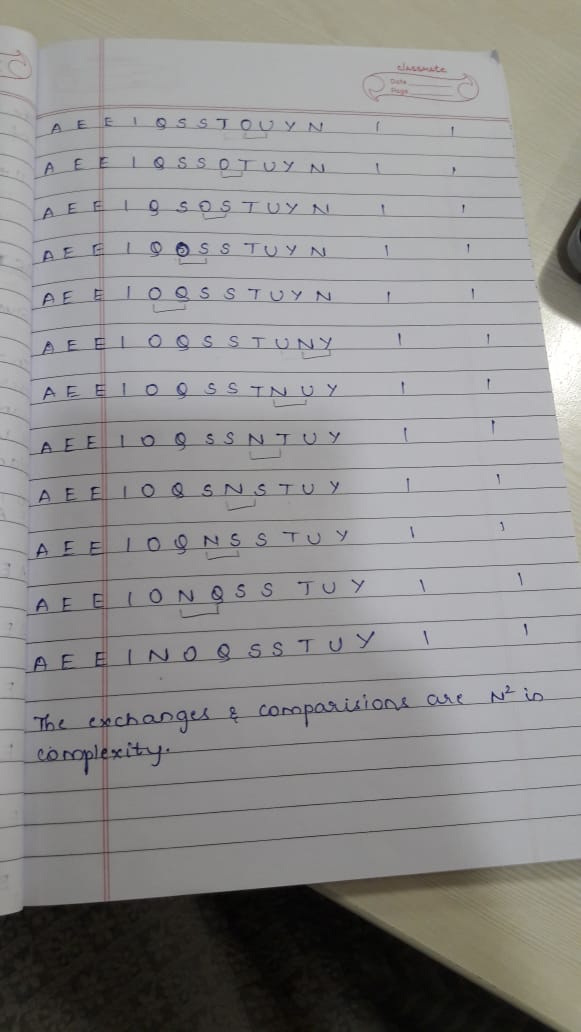 classmate
Date
Page
A E E I Q S S T O U Y N 1 1
A E E I Q S S O T U Y N 1 1
A E E I Q S O S T U Y N 1 1
A E E I Q O S S T U Y N 1 1
A E E I O Q S S T U Y N 1 1
A E E I O Q S S T U N Y 1 1
A E E I O Q S S T N U Y 1 1
A E E I O Q S S N T U Y 1 1
A E E I O Q S N S T U Y 1 1
A E E I O Q N S S T U Y 1 1
A E E I O N Q S S T U Y 1 1
A E E I N O Q S S T U Y 1 1
The exchanges & comparisions are N² in
complexity.